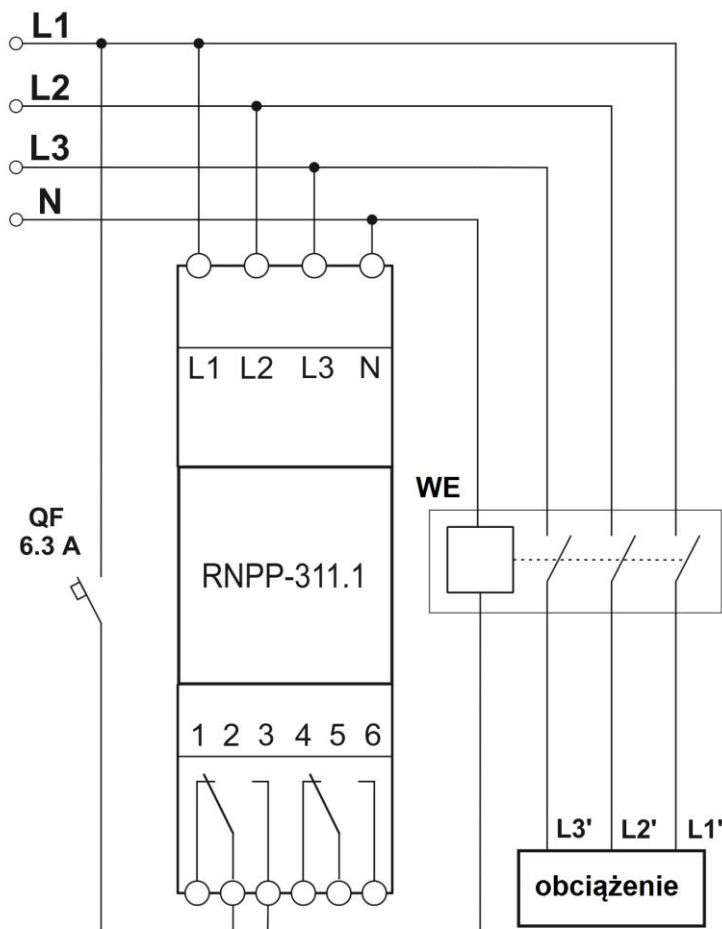 L1
L2
L3
N
L1 L2 L3 N
WE
QF
6.3 A
RNPP-311.1
1 2 3 4 5 6
L3' L2' L1'
obciążenie